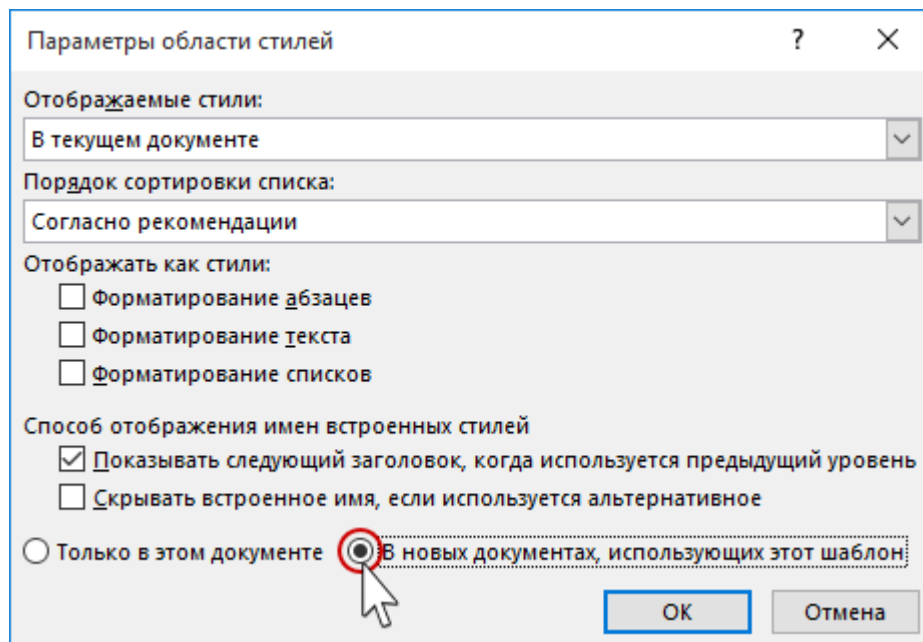 Параметры области стилей ?
Отображаемые стили:
В текущем документе
Порядок сортировки списка:
Согласно рекомендации
Отображать как стили:
Форматирование абзацев
Форматирование текста
Форматирование списков
Способ отображения имен встроенных стилей
Показывать следующий заголовок, когда используется предыдущий уровень
Скрывать встроенное имя, если используется альтернативное
Только в этом документе В новых документах, использующих этот шаблон
ОК Отмена